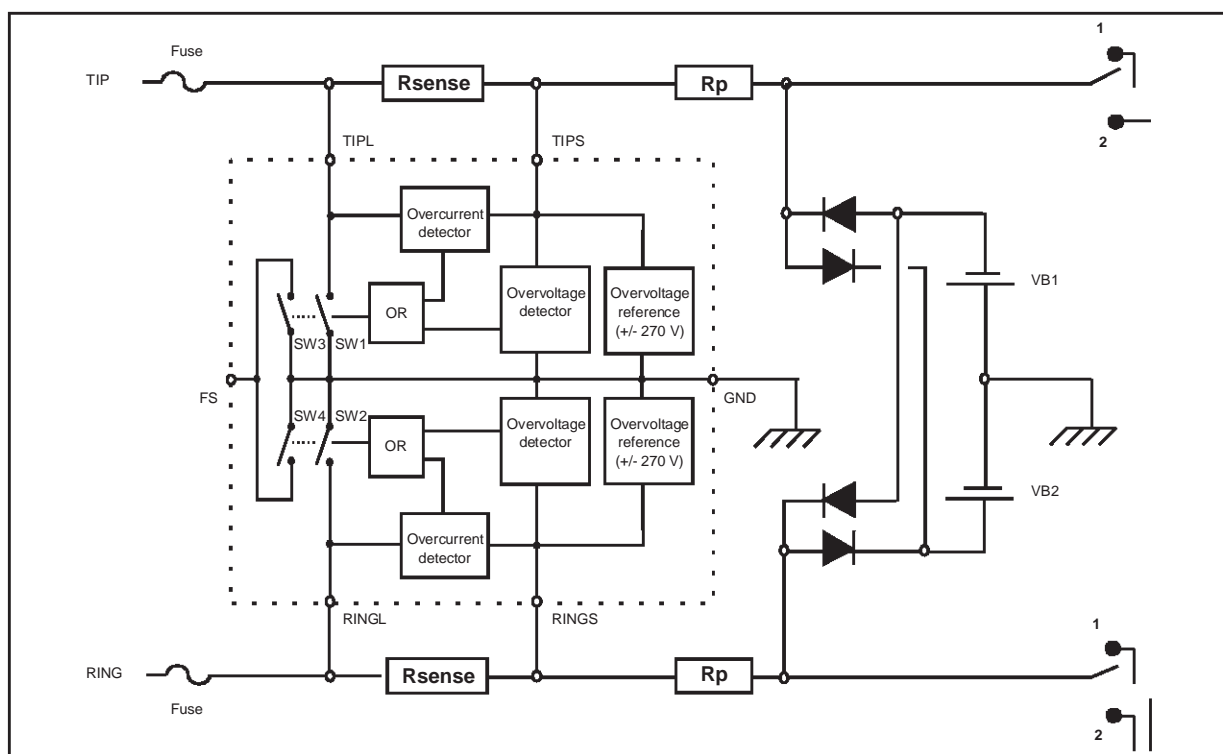 1
Fuse
TIP
Rsense
Rp
2
TIPL
TIPS
Overcurrent
detector
Overvoltage
detector
Overvoltage
reference
(+/- 270 V)
VB1
OR
SW3
SW1
FS
GND
SW4
SW2
OR
Overvoltage
detector
Overvoltage
reference
(+/- 270 V)
VB2
Overcurrent
detector
RINGL
RINGS
1
RING
Rsense
Rp
Fuse
2